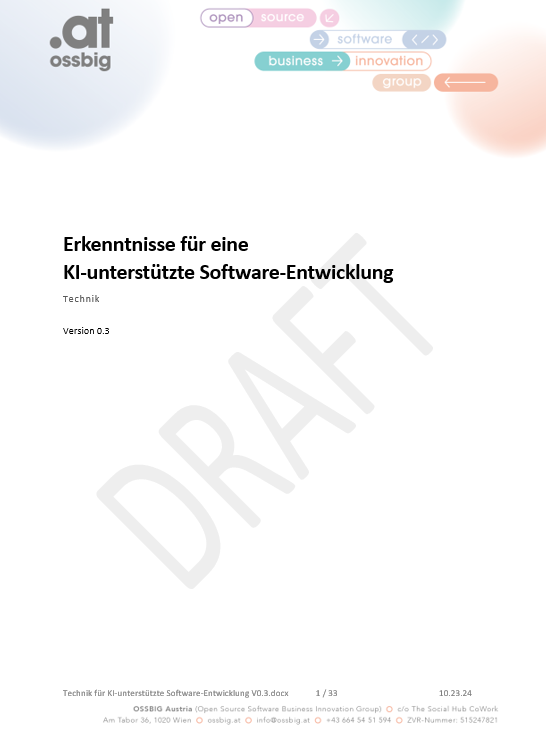 .at
ossbig
open source
software </>
business innovation
group
Erkenntnisse für eine
KI-unterstützte Software-Entwicklung
Technik
Version 0.3
DRAFT
Technik für KI-unterstützte Software-Entwicklung V0.3.docx 1 / 33 10.23.24
OSSBIG Austria (Open Source Software Business Innovation Group) c/o The Social Hub CoWork
Am Tabor 36, 1020 Wien ossbig.at info@ossbig.at +43 664 54 51 594 ZVR-Nummer: 515247821